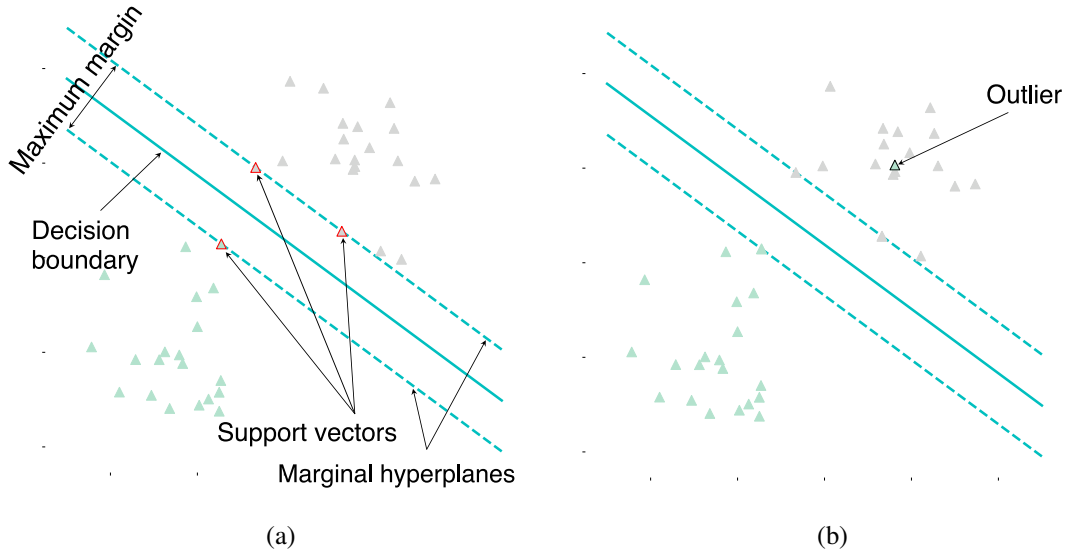 Maximum margin
Decision
boundary
Support vectors
Marginal hyperplanes
(a)
Outlier
(b)